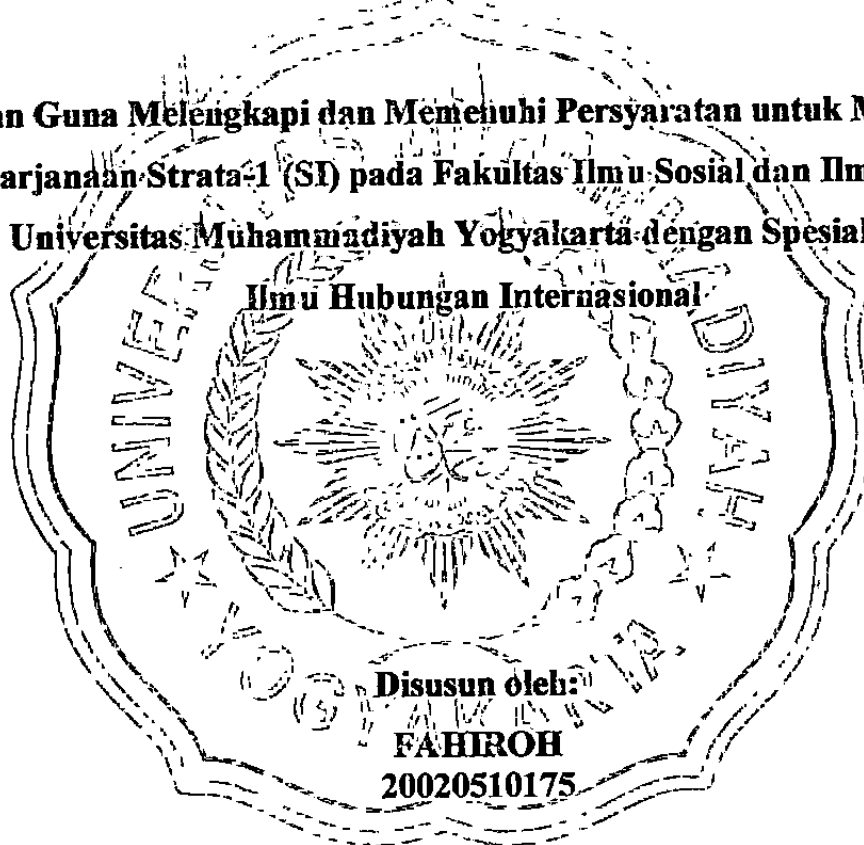 an Guna Melengkapi dan Memenuhi Persyaratan untuk M
arjanaan Strata-1 (SI) pada Fakultas Ilmu Sosial dan Ilm
Universitas Muhammadiyah Yogyakarta dengan Spesial
Ilmu Hubungan Internasional
Disusun oleh:
FAHIROH
20020510175
YOGYAKARTA